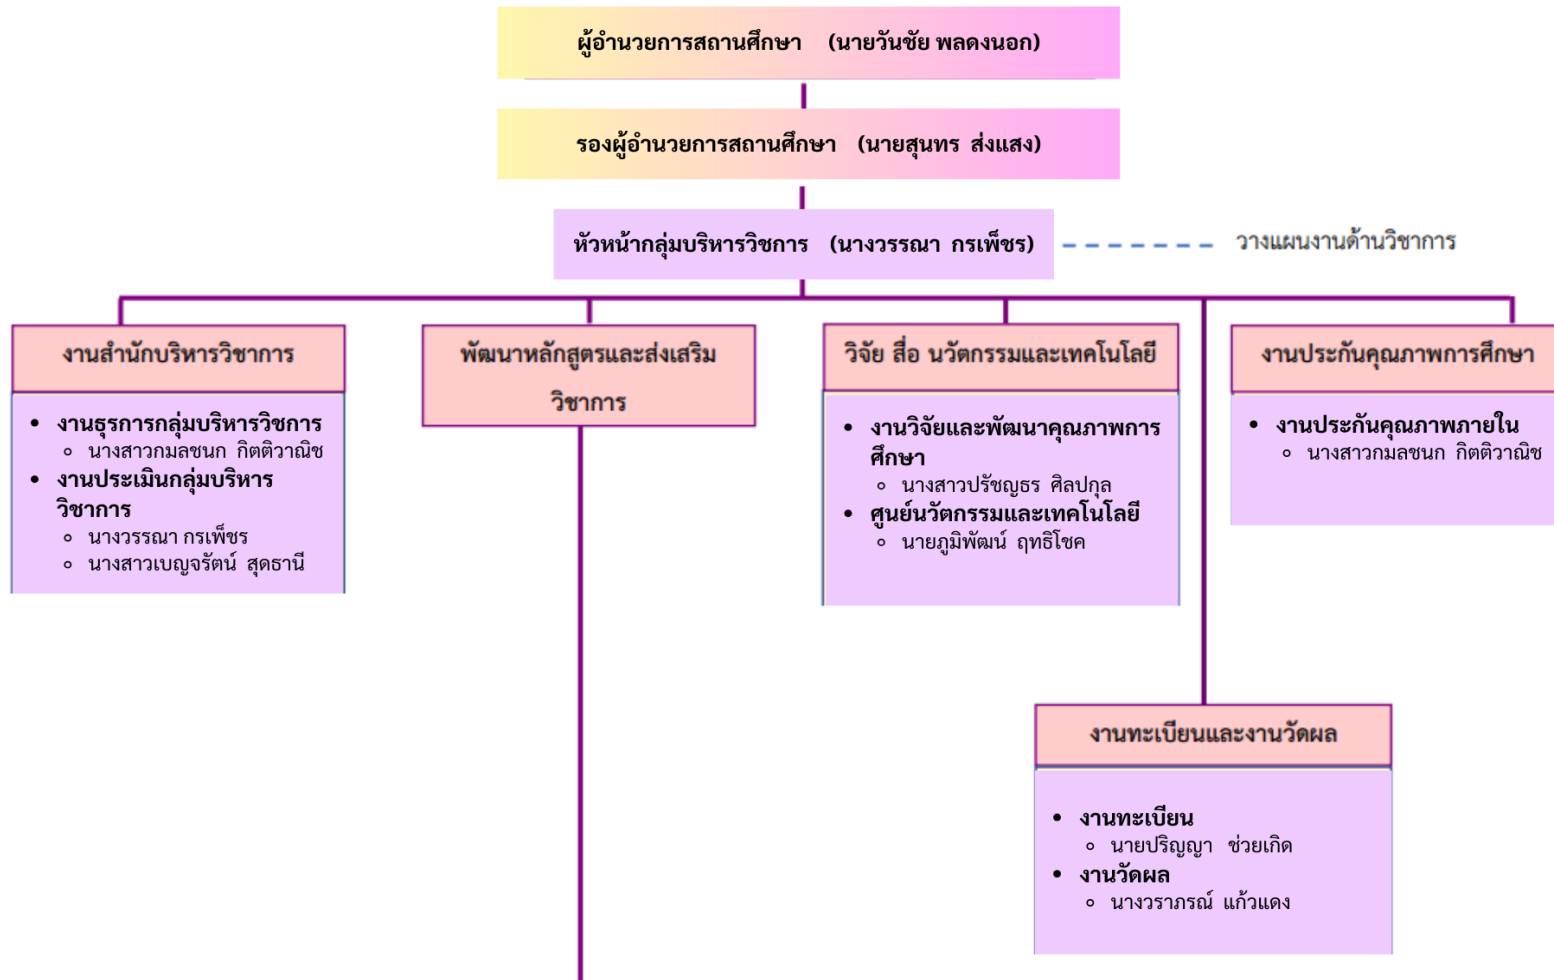 ผู้อำนวยการสถานศึกษา (นายวันชัย พลดงนอก)
รองผู้อำนวยการสถานศึกษา (นายสุนทร ส่งแสง)
หัวหน้ากลุ่มบริหารวิชการ (นางวรรณา กรเพ็ชร)
วางแผนงานด้านวิชาการ
งานสำนักบริหารวิชาการ
• งานธุรการกลุ่มบริหารวิชการ
นางสาวกมลชนก กิตติวาณิช
• งานประเมินกลุ่มบริหาร
วิชาการ
นางวรรณา กรเพ็ชร
นางสาวเบญจรัตน์ สุดธานี
พัฒนาหลักสูตรและส่งเสริม
วิชาการ
วิจัย สื่อ นวัตกรรมและเทคโนโลยี
• งานวิจัยและพัฒนาคุณภาพการ
ศึกษา
นางสาวปรัชญธร ศิลปกุล
• ศูนย์นวัตกรรมและเทคโนโลยี
นายภูมิพัฒน์ ฤทธิโชค
งานประกันคุณภาพการศึกษา
• งานประกันคุณภาพภายใน
นางสาวกมลชนก กิตติวาณิช
งานทะเบียนและงานวัดผล
• งานทะเบียน
นายปริญญา ช่วยเกิด
• งานวัดผล
นางวราภรณ์ แก้วแดง